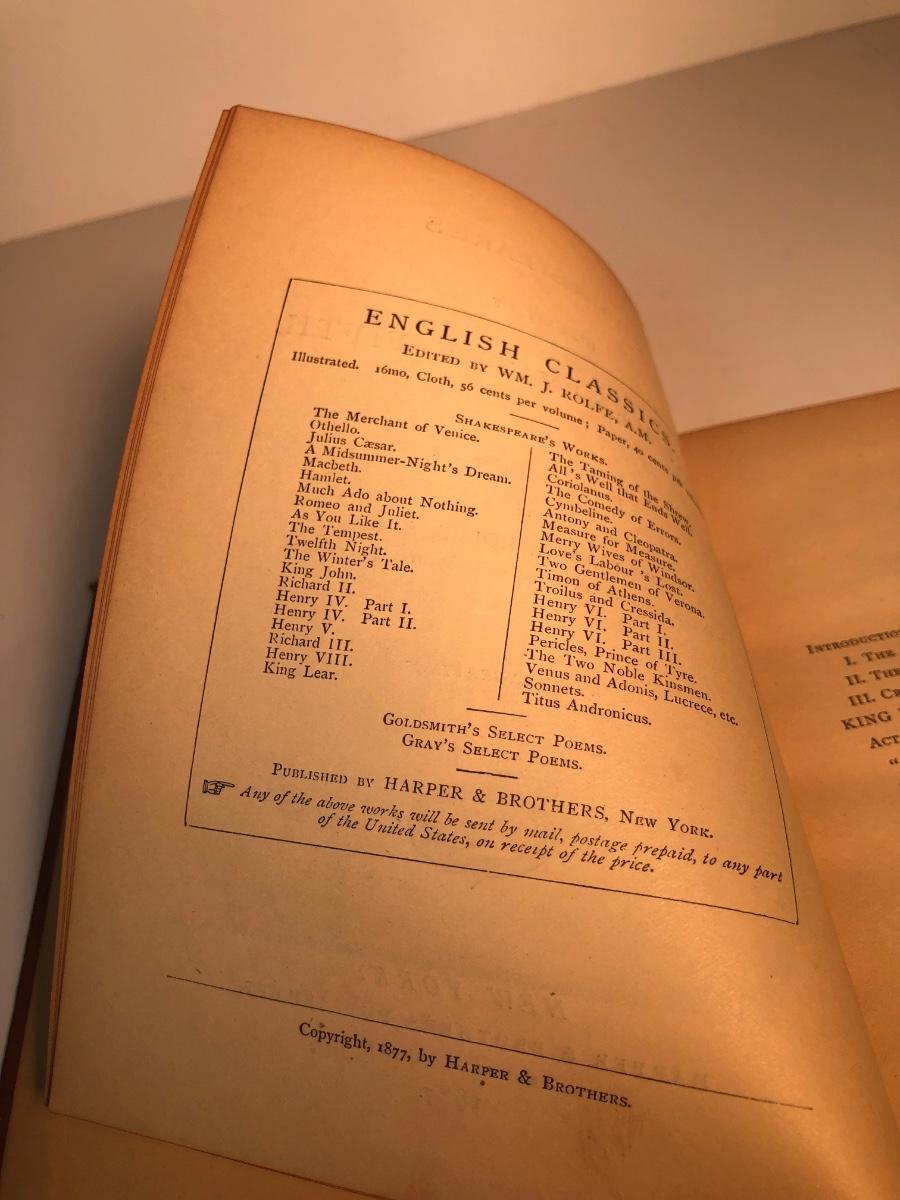 ENGLISH CLASSICS
EDITED BY WM. J. ROLFE, A.M.
Illustrated. 16mo, Cloth, 56 cents per volume; Paper, 40 cents
SHAKESPEARE'S WORKS.
The Merchant of Venice.
Othello.
Julius Cæsar.
A Midsummer-Night's Dream.
Macbeth.
Hamlet.
Much Ado about Nothing.
Romeo and Juliet.
As You Like It.
The Tempest.
Twelfth Night.
The Winter's Tale.
King John.
Richard II.
Henry IV. Part I.
Henry IV. Part II.
Henry V.
Richard III.
Henry VIII.
King Lear.
The Taming of the Shrew.
All's Well that Ends Well.
Coriolanus.
The Comedy of Errors.
Cymbeline.
Antony and Cleopatra.
Measure for Measure.
Merry Wives of Windsor.
Love's Labour's Lost.
Two Gentlemen of Verona.
Timon of Athens.
Troilus and Cressida.
Henry VI. Part I.
Henry VI. Part II.
Henry VI. Part III.
Pericles, Prince of Tyre.
The Two Noble Kinsmen.
Venus and Adonis, Lucrece, etc.
Sonnets.
Titus Andronicus.
GOLDSMITH'S SELECT POEMS.
GRAY'S SELECT POEMS.
PUBLISHED BY HARPER & BROTHERS, NEW YORK.
☞ Any of the above works will be sent by mail, postage prepaid, to any part
of the United States, on receipt of the price.
Copyright, 1877, by HARPER & BROTHERS.
I. THE
II. THE
III.
KING
ACT
"